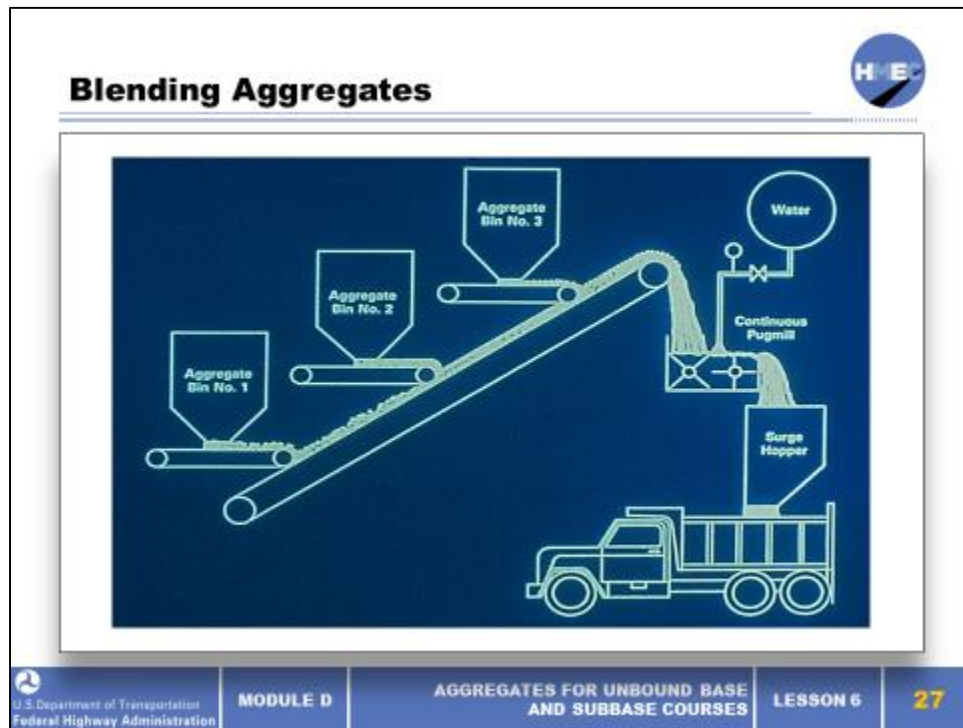 Blending Aggregates
HMEC
Aggregate
Bin No. 3
Water
Aggregate
Bin No. 2
Continuous
Pugmill
Aggregate
Bin No. 1
Surge
Hopper
U.S.Department of Transportation
Federal Highway Administration
MODULE D
AGGREGATES FOR UNBOUND BASE
AND SUBBASE COURSES
LESSON 6
27